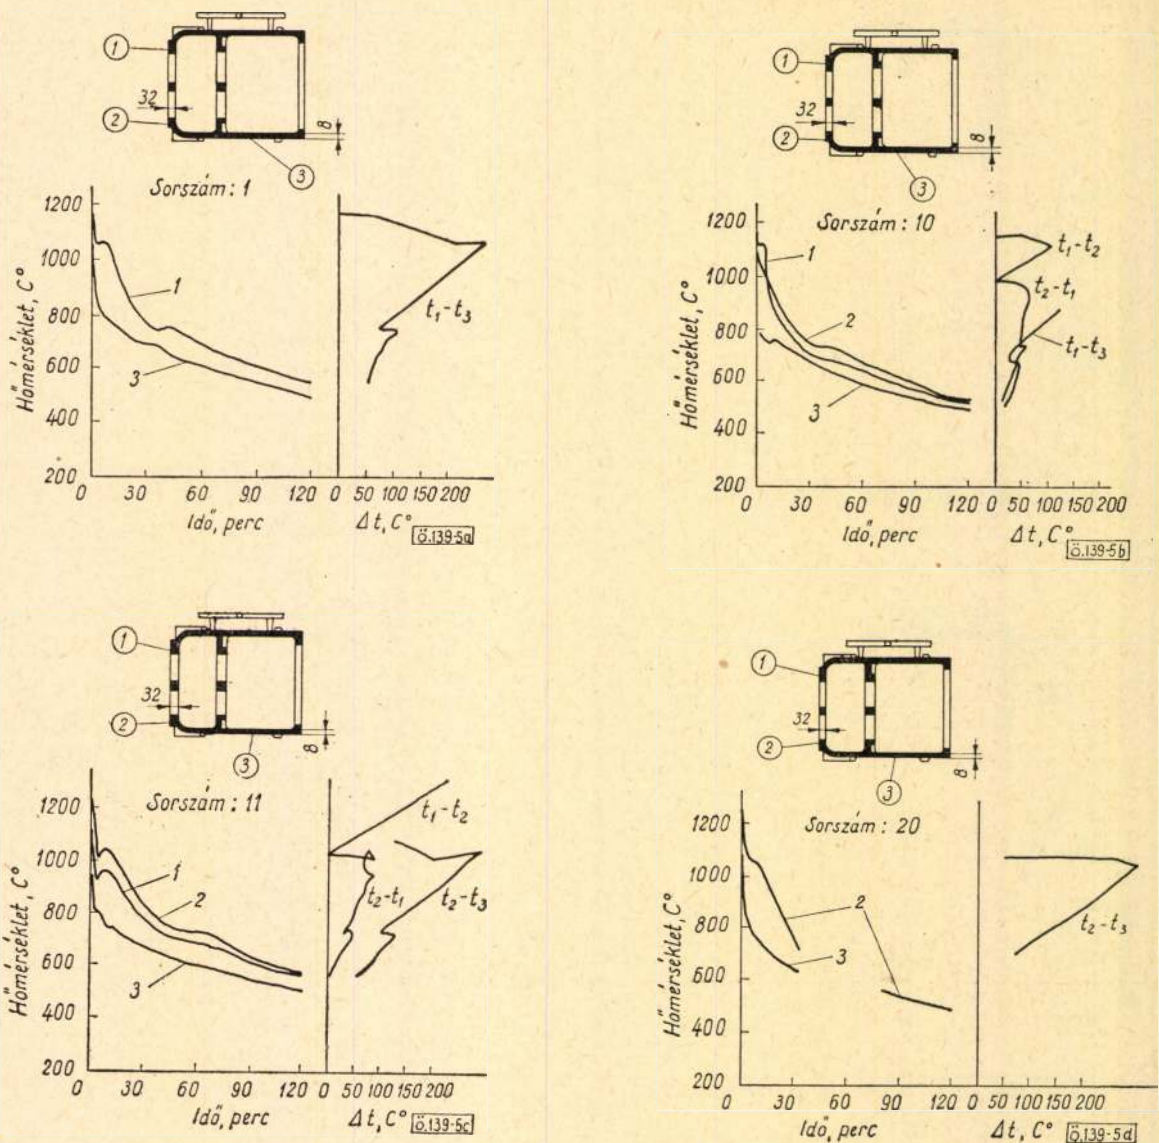 1
32
2
8
3
Sorszám : 1
Hőmérséklet, C°
1200
1000
800
600
400
200
1
3
t₁-t₃
0 30 60 90 120 0 50 100 150 200
Idő, perc
Δt, C°
Ö.139-5a
1
32
2
8
3
Sorszám : 10
Hőmérséklet, C°
1200
1000
800
600
400
200
1
2
3
t₁-t₂
t₂-t₁
t₁-t₃
0 30 60 90 120 0 50 100 150 200
Idő, perc
Δt, C°
Ö.139-5b
1
32
2
8
3
Sorszám : 11
Hőmérséklet, C°
1200
1000
800
600
400
200
1
2
3
t₁-t₂
t₂-t₁
t₂-t₃
0 30 60 90 120 0 50 100 150 200
Idő, perc
Δt, C°
Ö.139-5c
1
32
2
8
3
Sorszám : 20
Hőmérséklet, C°
1200
1000
800
600
400
200
2
3
t₂-t₃
0 30 60 90 120 0 50 100 150 200
Idő, perc
Δt, C°
Ö.139-5d